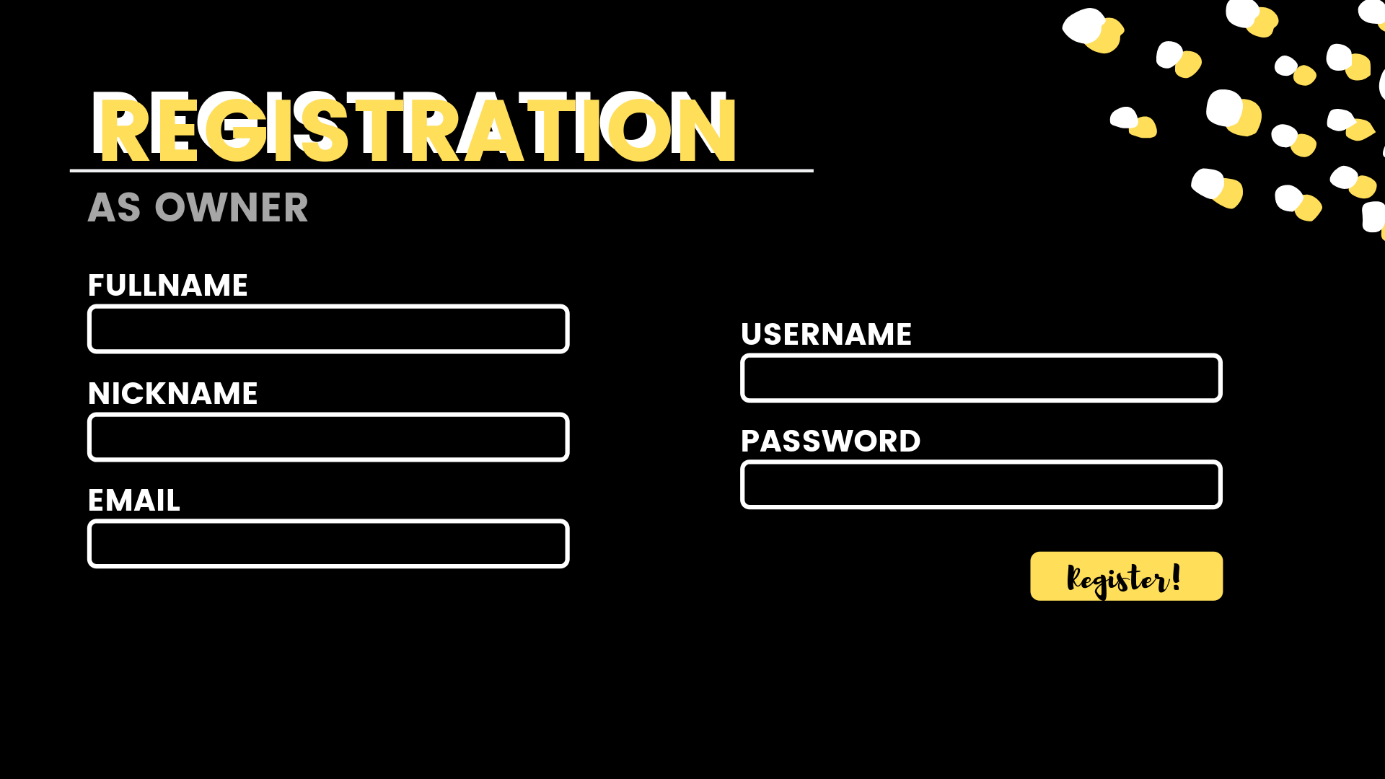 REGISTRATION
AS OWNER
FULLNAME
NICKNAME
EMAIL
USERNAME
PASSWORD
Register!